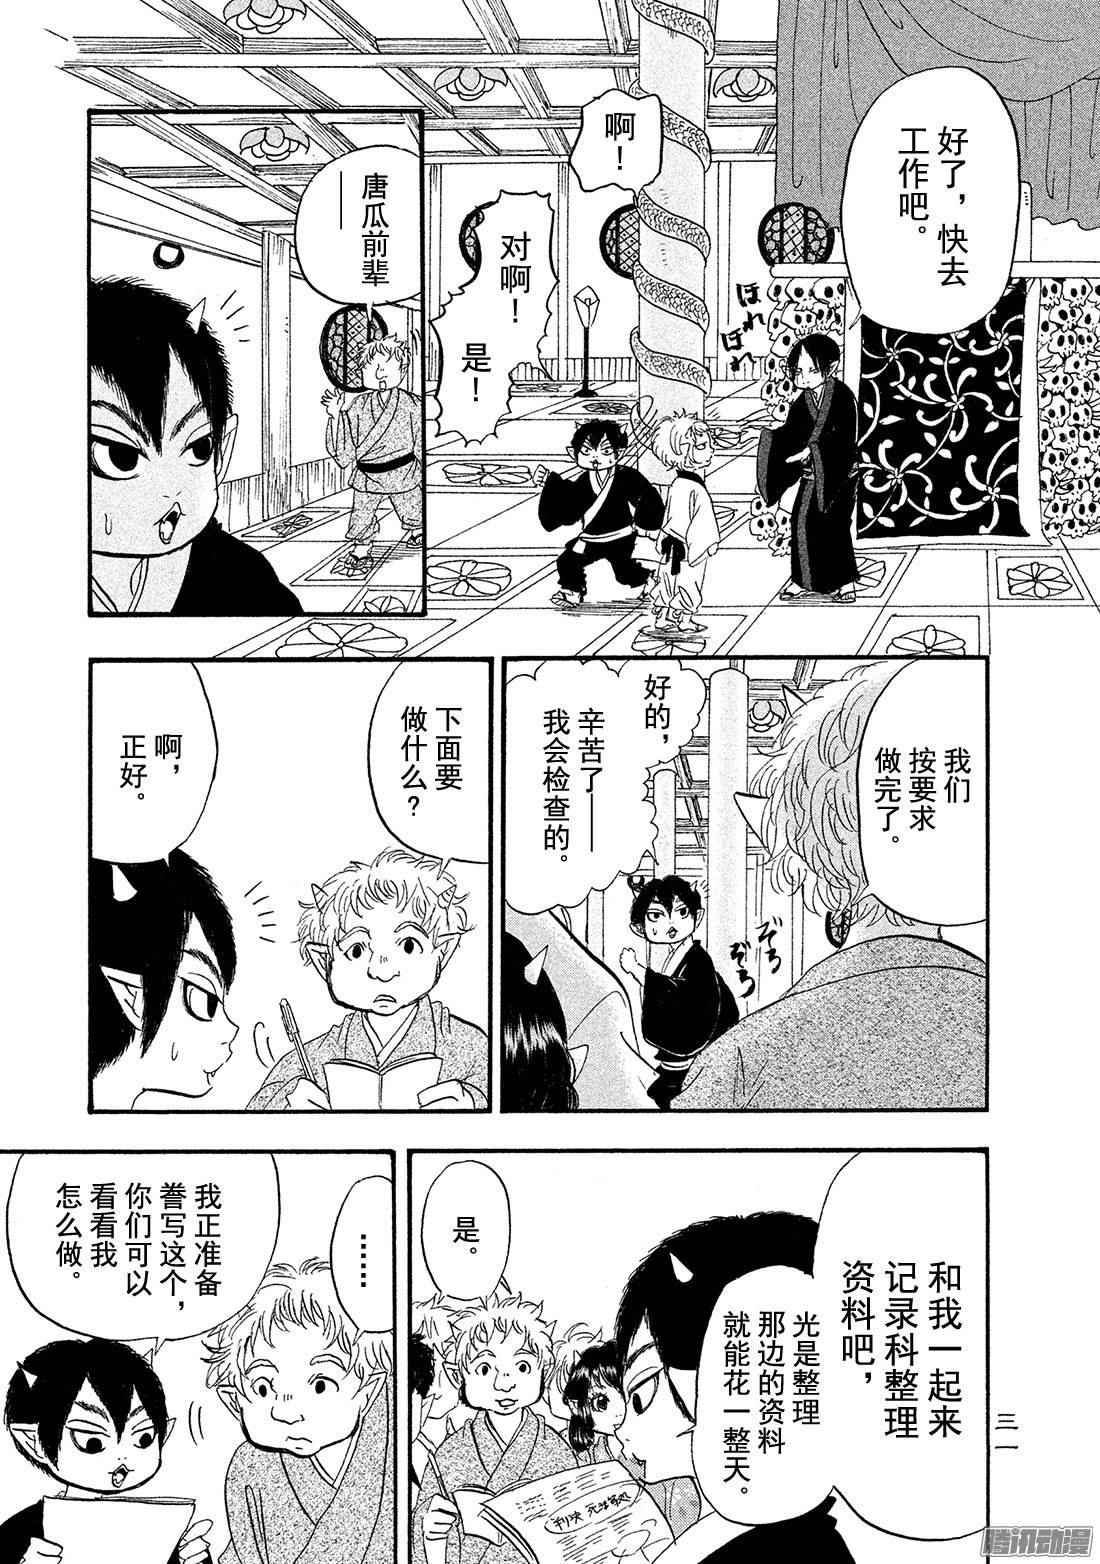 好了，快去
工作吧。
啊！
对啊！
是！
ほれ
ほれ
唐瓜前辈
——
我们
按要求
做完了。
好的，
辛苦了——
我会检查的。
ぞろ
ぞろ
下面要
做什么？
啊，
正好。
和我一起来
记录科整理
资料吧，
光是整理
那边的资料
就能花一整天。
是。
……
我正准备
誊写这个，
你们可以
看看我
怎么做。
三一
腾讯动漫